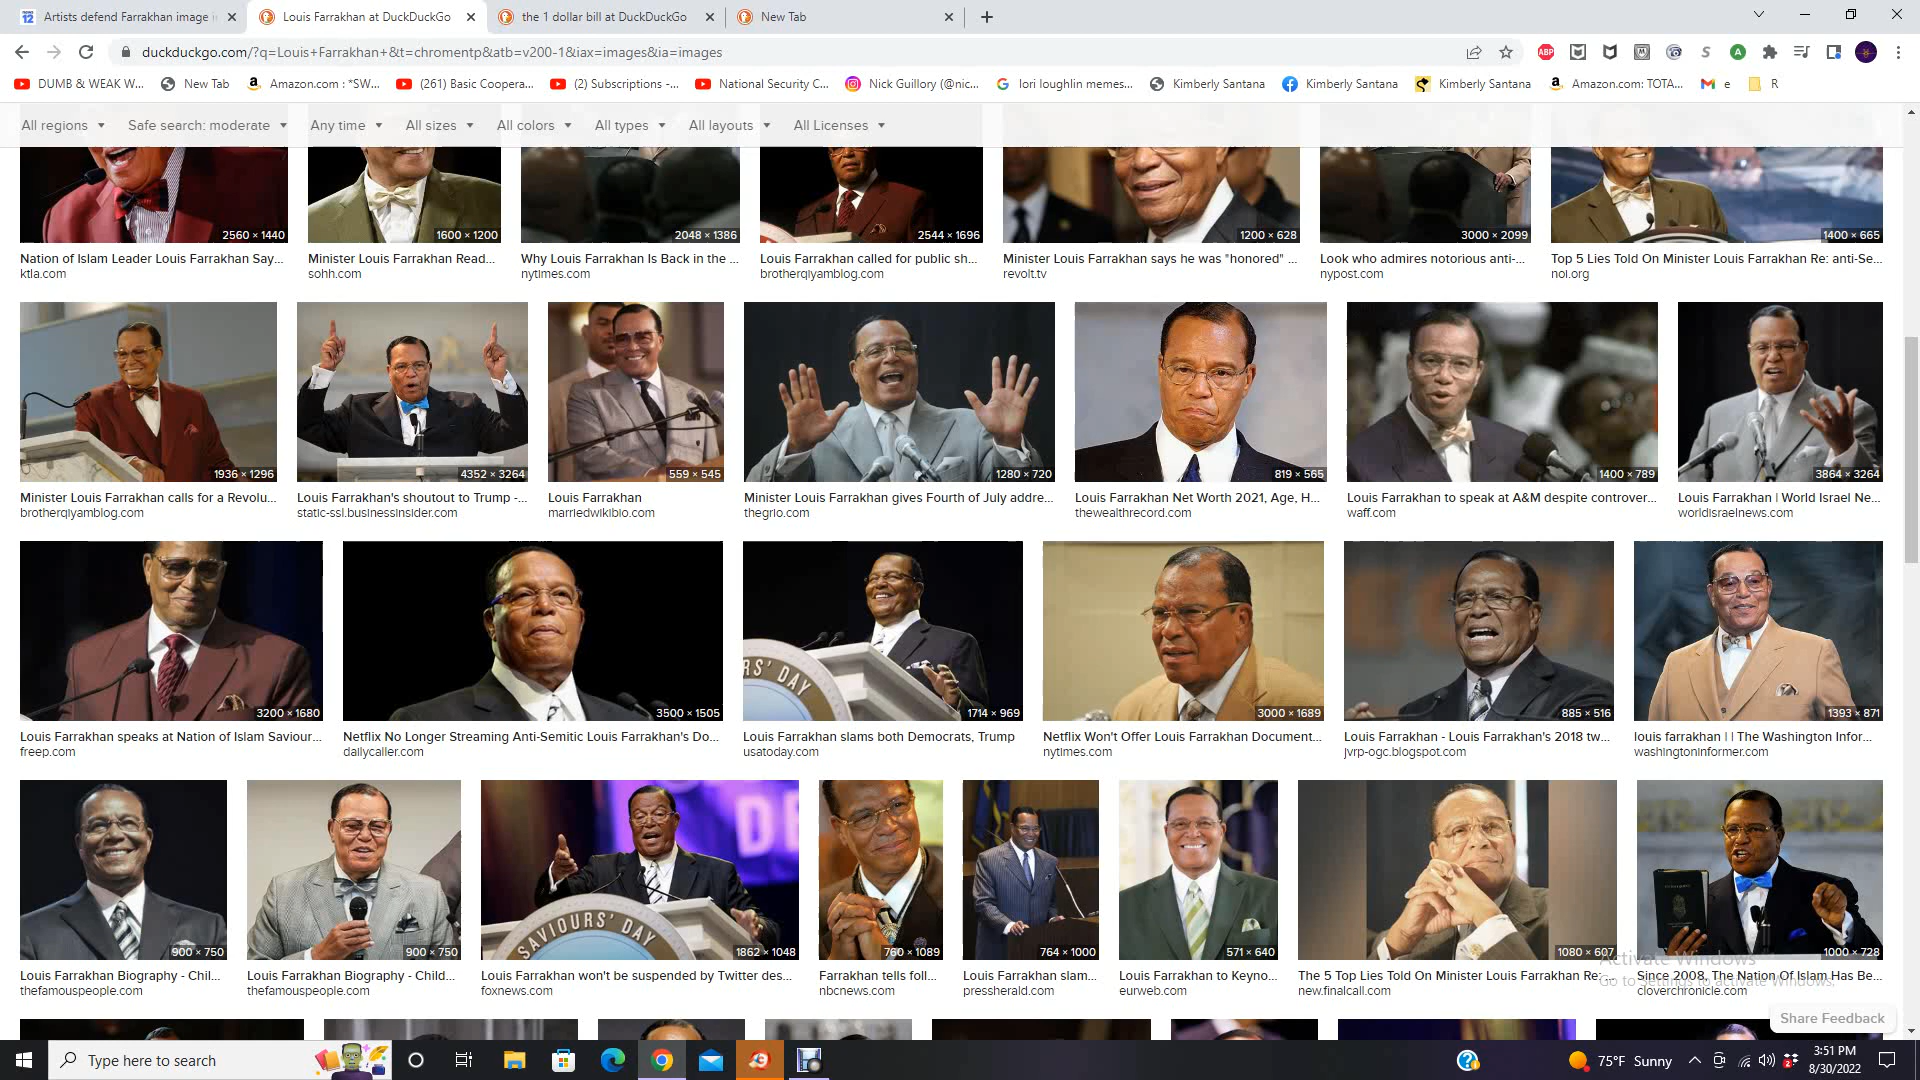 Artists defend Farrakhan image i
Louis Farrakhan at DuckDuckGo
the 1 dollar bill at DuckDuckGo
New Tab
duckduckgo.com/?q=Louis+Farrakhan+&t=chromentp&atb=v200-1&iax=images&ia=images
DUMB & WEAK W...
New Tab
Amazon.com : *SW...
(261) Basic Coopera...
(2) Subscriptions -...
National Security C...
Nick Guillory (@nic...
lori loughlin memes...
Kimberly Santana
Kimberly Santana
Kimberly Santana
Amazon.com: TOTA...
e
R
All regions
Safe search: moderate
Any time
All sizes
All colors
All types
All layouts
All Licenses
2560 × 1440
1600 × 1200
2048 × 1386
2544 × 1696
1200 × 628
3000 × 2099
1400 × 665
Nation of Islam Leader Louis Farrakhan Say...
Minister Louis Farrakhan Read...
Why Louis Farrakhan Is Back in the ...
Louis Farrakhan called for public sh...
Minister Louis Farrakhan says he was "honored" ...
Look who admires notorious anti-...
Top 5 Lies Told On Minister Louis Farrakhan Re: anti-Se...
ktla.com
sohh.com
nytimes.com
brotherqiyamblog.com
revolt.tv
nypost.com
noi.org
1936 × 1296
4352 × 3264
559 × 545
1280 × 720
819 × 565
1400 × 789
3864 × 3264
Minister Louis Farrakhan calls for a Revolu...
Louis Farrakhan's shoutout to Trump -...
Louis Farrakhan
Minister Louis Farrakhan gives Fourth of July addre...
Louis Farrakhan Net Worth 2021, Age, H...
Louis Farrakhan to speak at A&M despite controver...
Louis Farrakhan | World Israel Ne...
brotherqiyamblog.com
static-ssl.businessinsider.com
marriedwikibio.com
thegrio.com
thewealthrecord.com
waff.com
worldisraelnews.com
RS' DAY
3200 × 1680
3500 × 1505
1714 × 969
3000 × 1689
885 × 516
1393 × 871
Louis Farrakhan speaks at Nation of Islam Saviour...
Netflix No Longer Streaming Anti-Semitic Louis Farrakhan's Do...
Louis Farrakhan slams both Democrats, Trump
Netflix Won't Offer Louis Farrakhan Document...
Louis Farrakhan - Louis Farrakhan's 2018 tw...
louis farrakhan | | The Washington Infor...
freep.com
dailycaller.com
usatoday.com
nytimes.com
jvrp-ogc.blogspot.com
washingtoninformer.com
DE
SAVIOURS' DAY
900 × 750
900 × 750
1862 × 1048
760 × 1089
764 × 1000
571 × 640
1080 × 607
1000 × 728
Louis Farrakhan Biography - Chil...
Louis Farrakhan Biography - Child...
Louis Farrakhan won't be suspended by Twitter des...
Farrakhan tells foll...
Louis Farrakhan slam...
Louis Farrakhan to Keyno...
The 5 Top Lies Told On Minister Louis Farrakhan Re:
Since 2008, The Nation Of Islam Has Be...
thefamouspeople.com
thefamouspeople.com
foxnews.com
nbcnews.com
pressherald.com
eurweb.com
new.finalcall.com
cloverchronicle.com
Activate Windows
Go to Settings to activate Windows.
Share Feedback
Type here to search
75°F Sunny
3:51 PM
8/30/2022